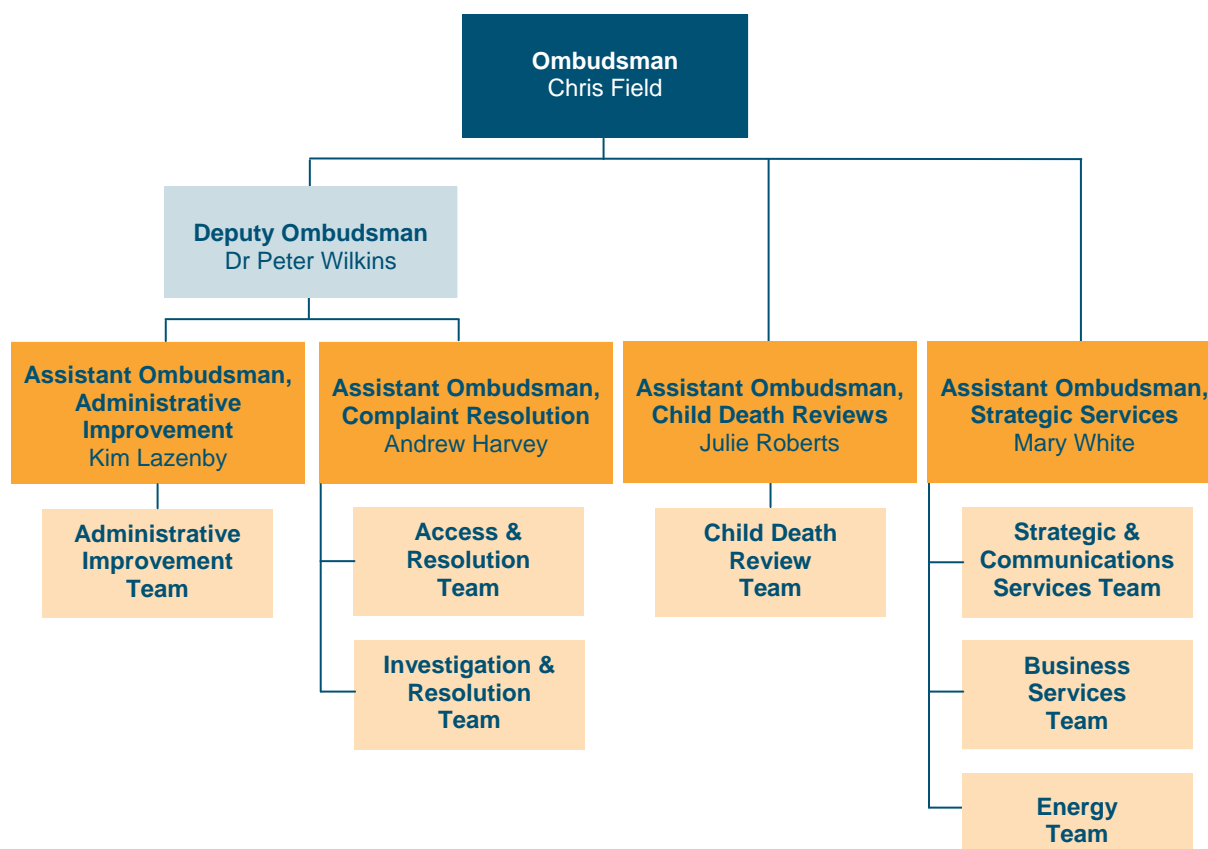 Ombudsman
Chris Field
Deputy Ombudsman
Dr Peter Wilkins
Assistant Ombudsman,
Administrative
Improvement
Kim Lazenby
Assistant Ombudsman,
Complaint Resolution
Andrew Harvey
Assistant Ombudsman,
Child Death Reviews
Julie Roberts
Assistant Ombudsman,
Strategic Services
Mary White
Administrative
Improvement
Team
Access &
Resolution
Team
Child Death
Review
Team
Strategic &
Communications
Services Team
Investigation &
Resolution
Team
Business
Services
Team
Energy
Team